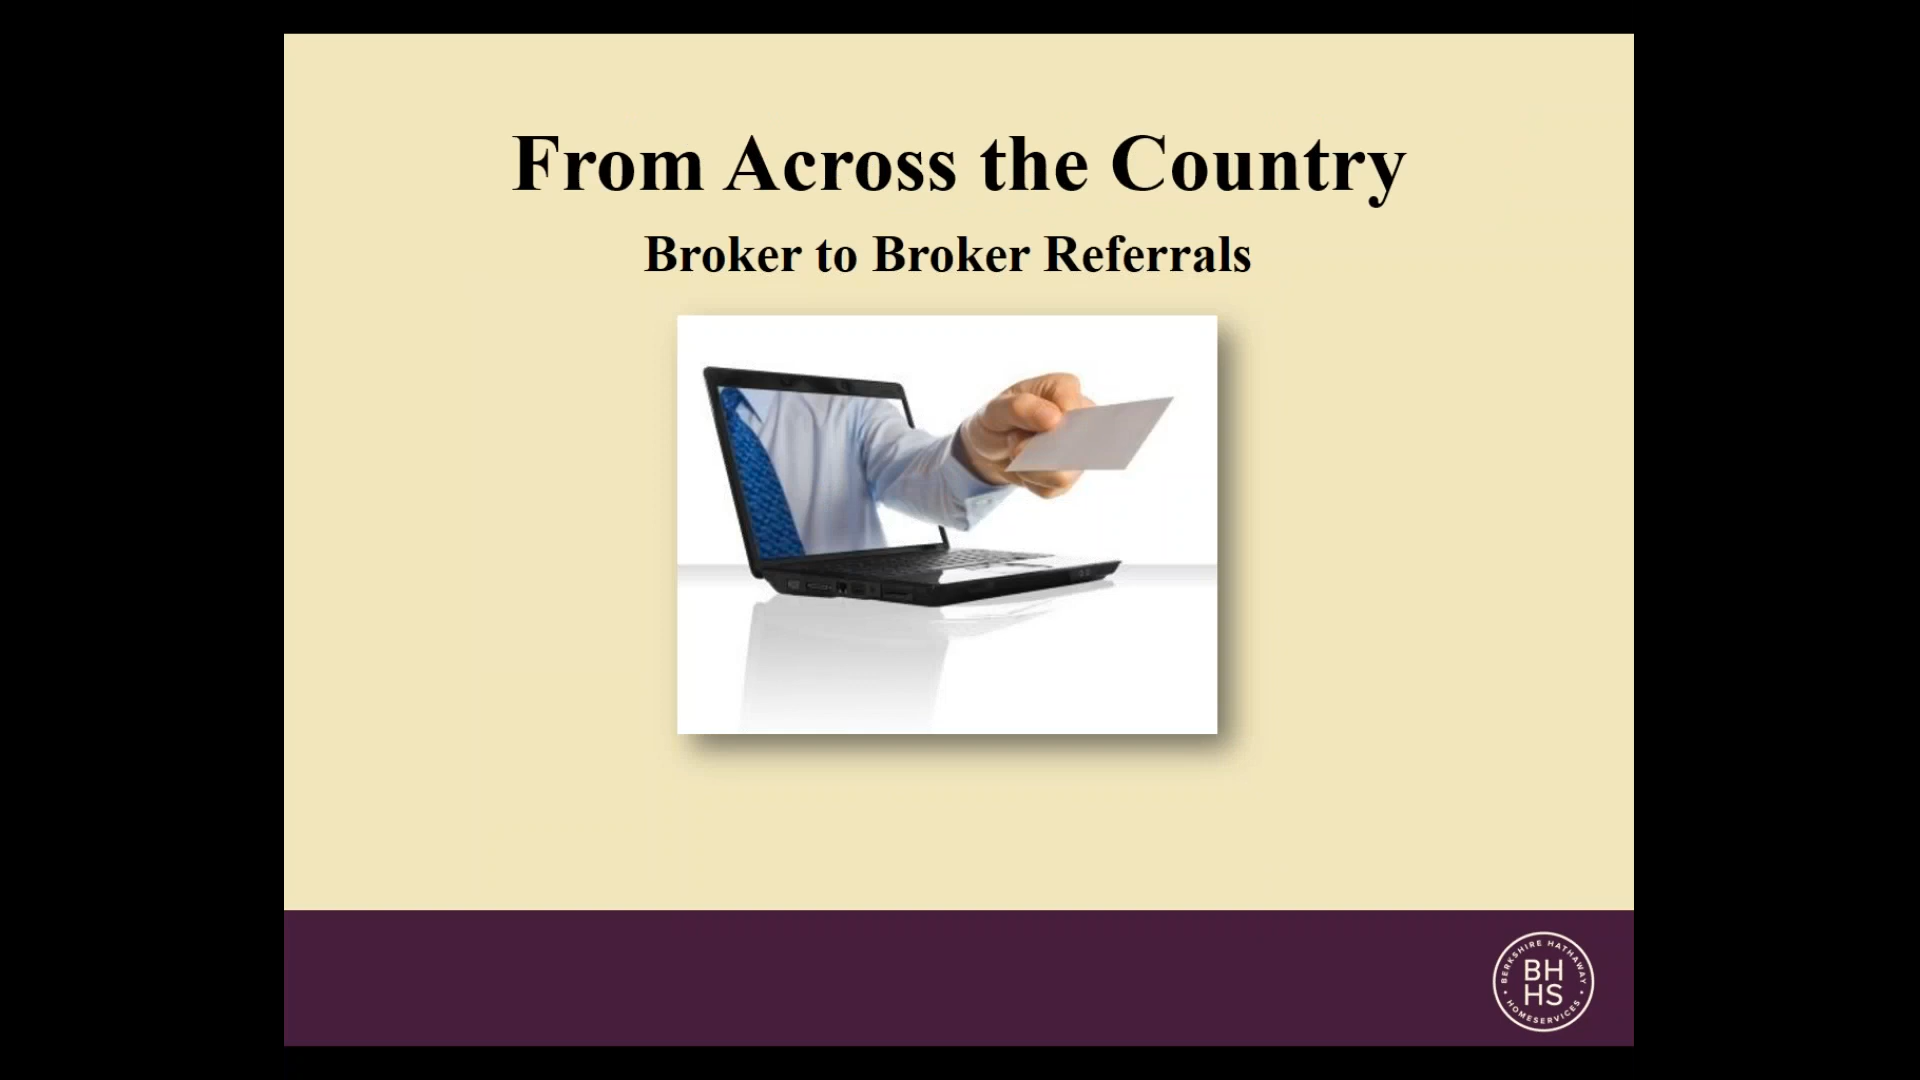 From Across the Country
Broker to Broker Referrals
BERKSHIRE HATHAWAY
BH
HS
HOMESERVICES